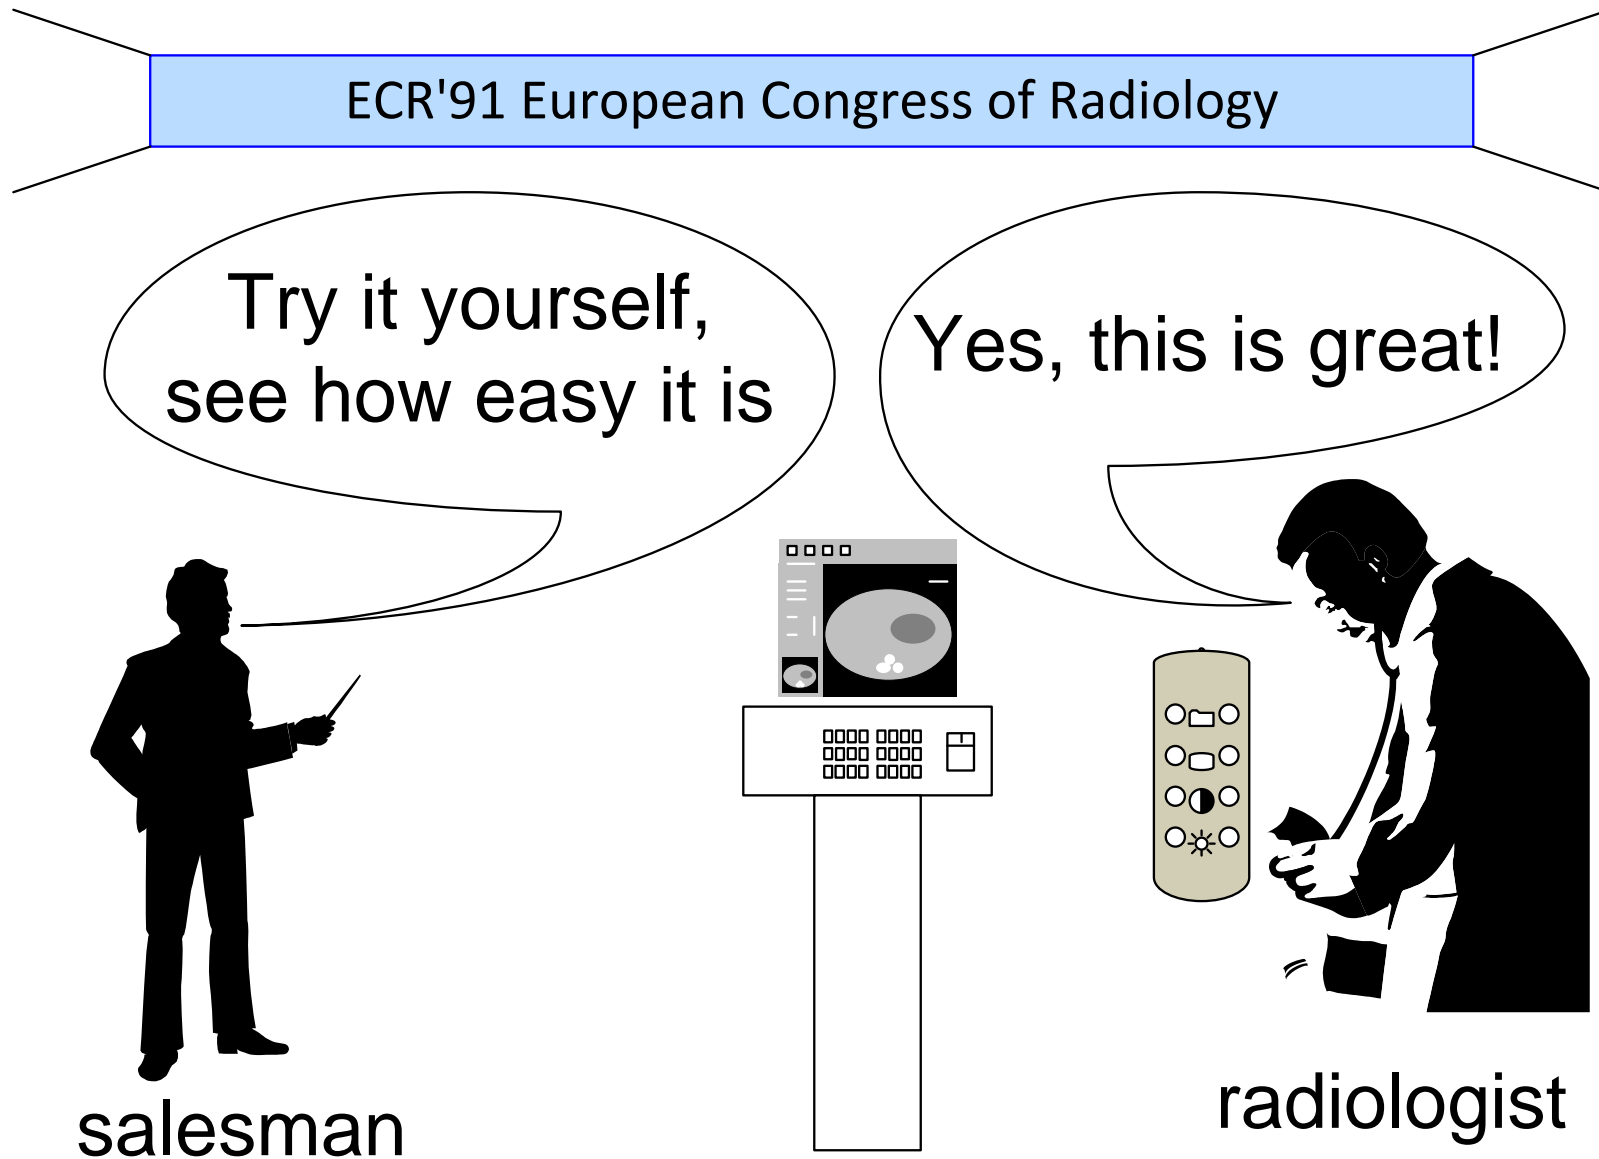 ECR'91 European Congress of Radiology
Try it yourself,
see how easy it is
Yes, this is great!
salesman
radiologist